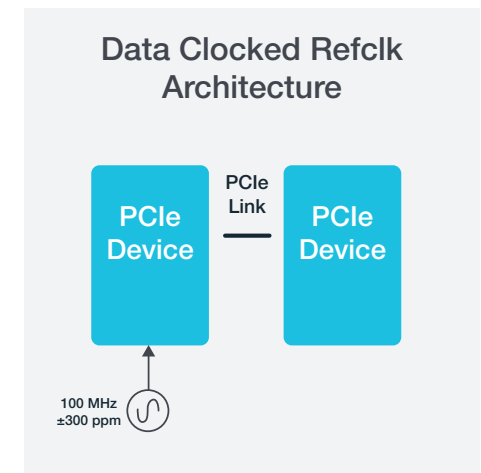 Data Clocked Refclk
Architecture
PCIe
Device
PCIe
Link
PCIe
Device
100 MHz
±300 ppm